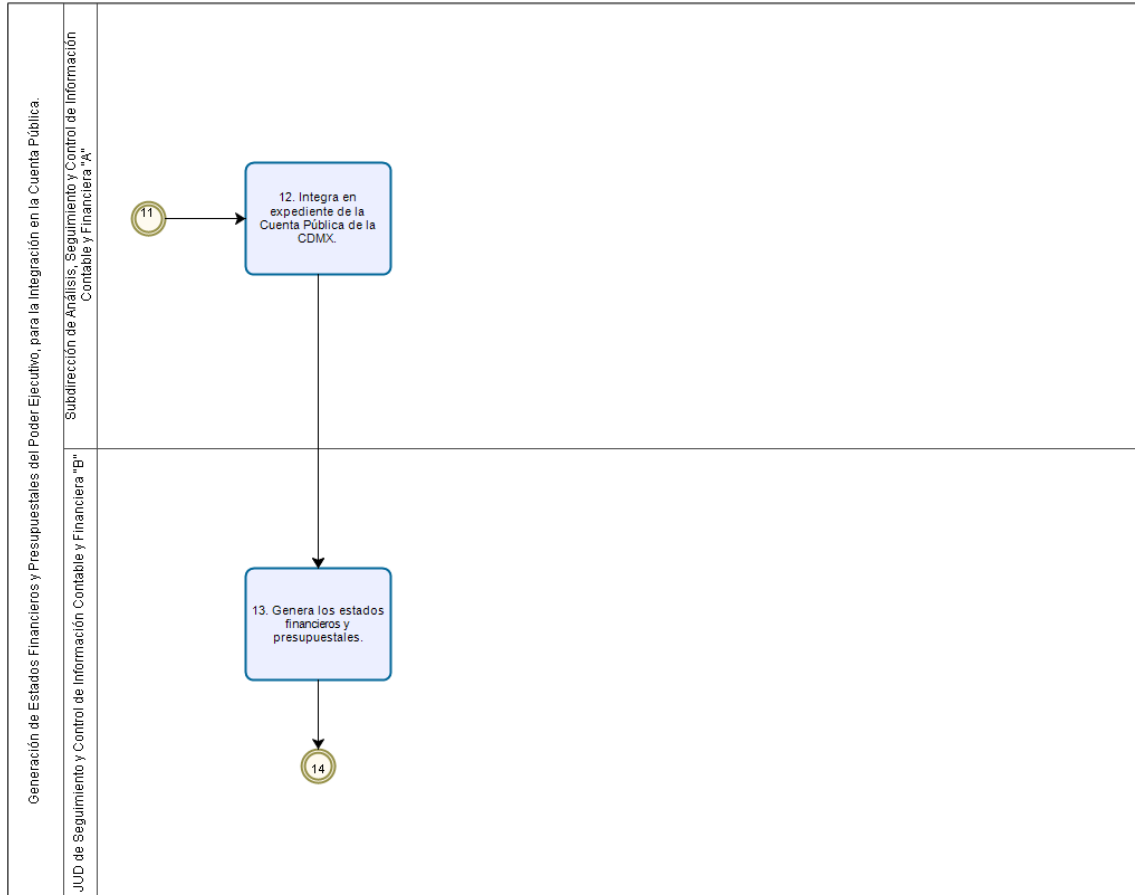 Generación de Estados Financieros y Presupuestales del Poder Ejecutivo, para la Integración en la Cuenta Pública.
Subdirección de Análisis, Seguimiento y Control de Información
Contable y Financiera "A"
11
12. Integra en
expediente de la
Cuenta Pública de la
CDMX.
JUD de Seguimiento y Control de Información Contable y Financiera "B"
13. Genera los estados
financieros y
presupuestales.
14